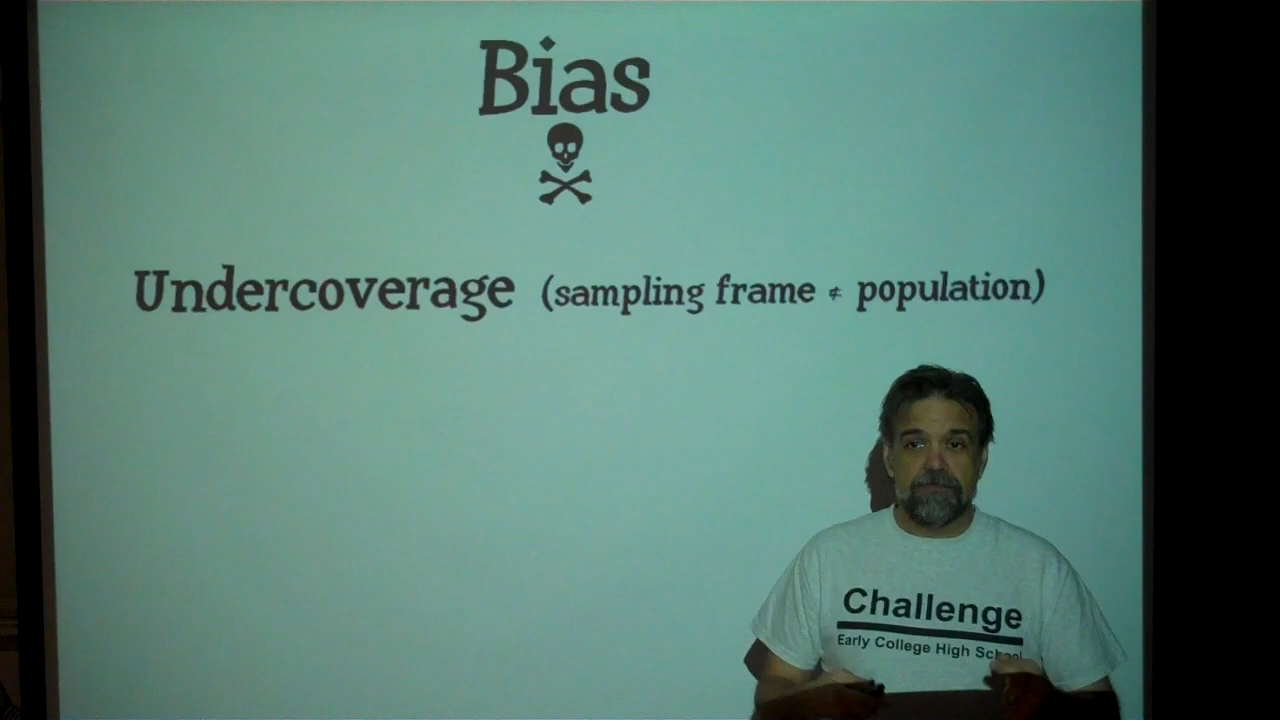 Bias
Undercoverage (sampling frame ≠ population)
Challenge
Early College High School